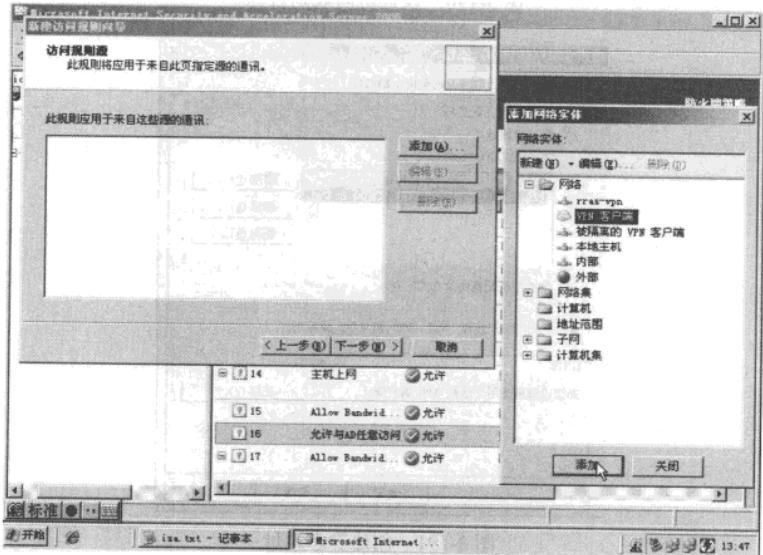 Microsoft Internet Security and Acceleration Server 2006
新建访问规则向导
访问规则源
此规则将应用于来自此页指定源的通讯。
此规则应用于来自这些源的通讯:
添加(A)...
编辑(E)...
删除(R)
< 上一步(B)
下一步(N) >
取消
防火墙策略
添加网络实体
网络实体:
新建(N)
编辑(E)...
删除(D)
网络
rras-vpn
VPN 客户端
被隔离的 VPN 客户端
本地主机
内部
外部
网络集
计算机
地址范围
子网
计算机集
添加
关闭
14 主机上网 允许
15 Allow Bandwid... 允许
16 允许与AD任意访问 允许
17 Allow Bandwid... 允许
标准
开始
isa.txt - 记事本
Microsoft Internet ...
13:47